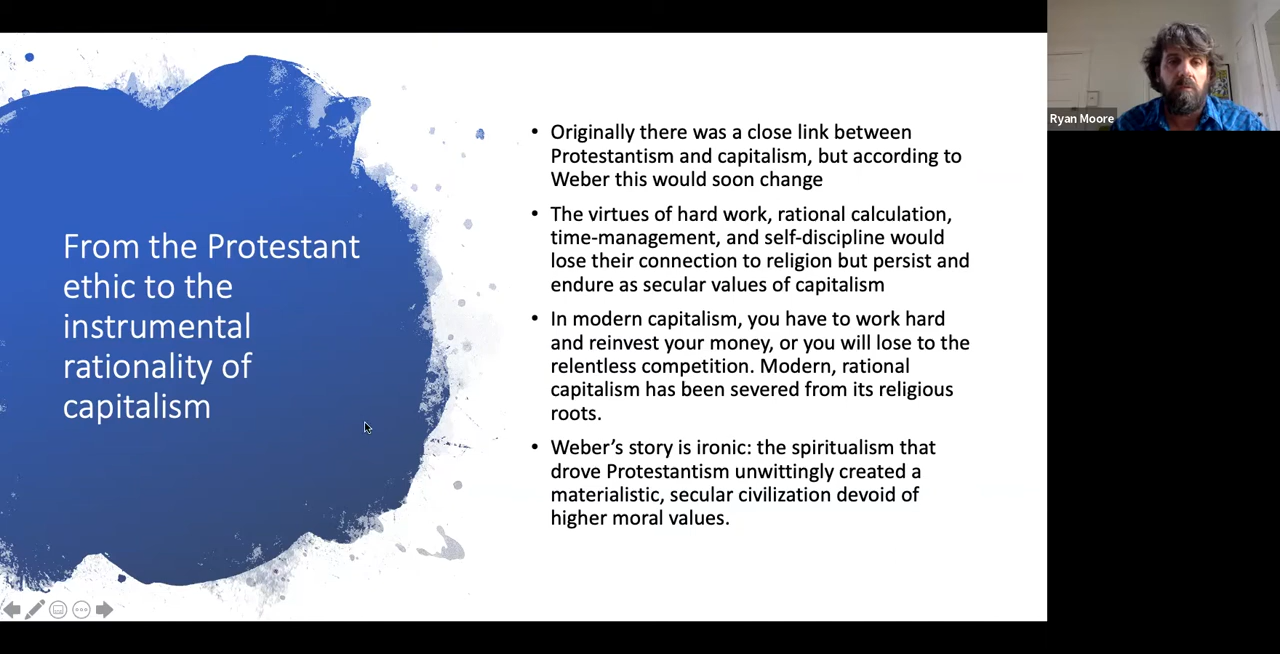 From the Protestant
ethic to the
instrumental
rationality of
capitalism
• Originally there was a close link between
Protestantism and capitalism, but according to
Weber this would soon change
• The virtues of hard work, rational calculation,
time-management, and self-discipline would
lose their connection to religion but persist and
endure as secular values of capitalism
• In modern capitalism, you have to work hard
and reinvest your money, or you will lose to the
relentless competition. Modern, rational
capitalism has been severed from its religious
roots.
• Weber’s story is ironic: the spiritualism that
drove Protestantism unwittingly created a
materialistic, secular civilization devoid of
higher moral values.
Ryan Moore